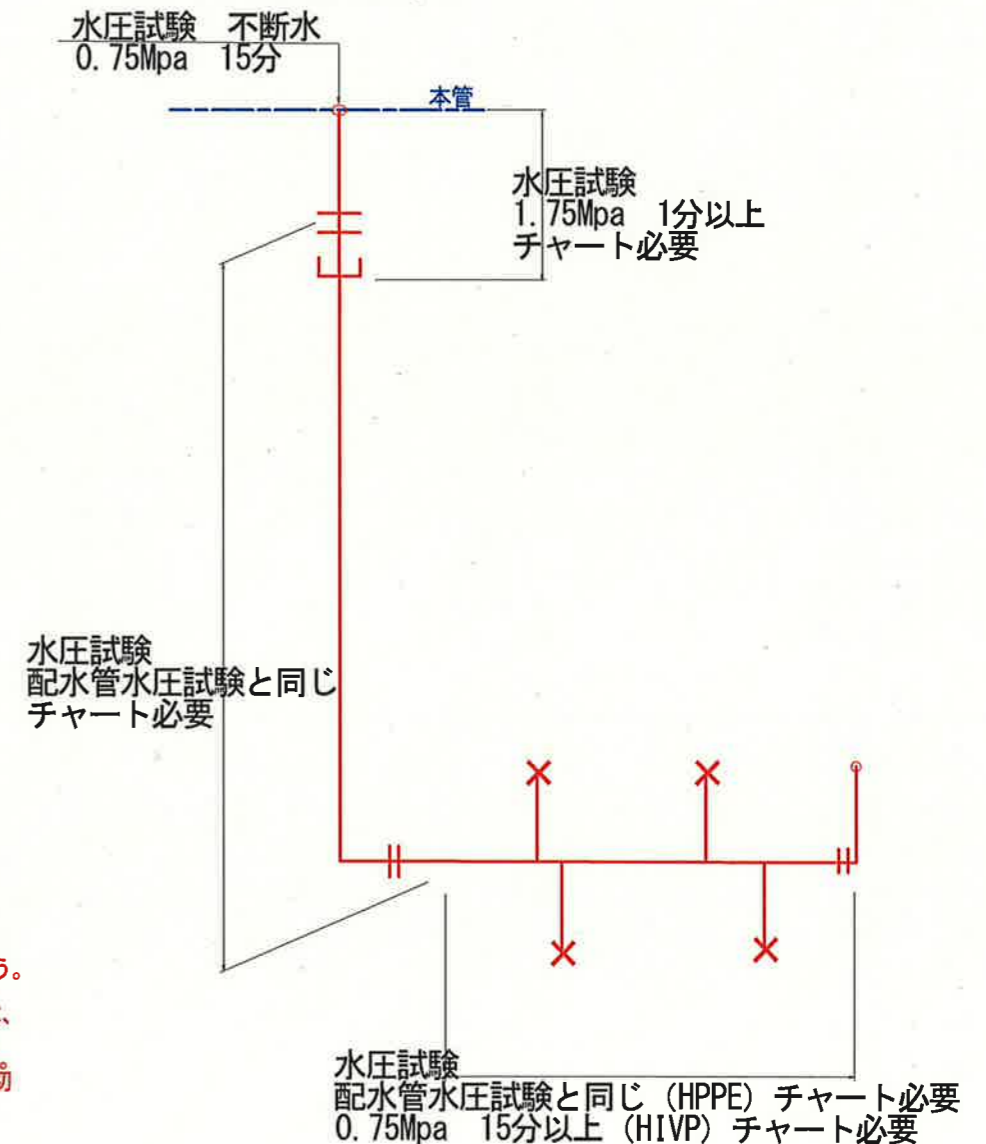 水圧試験 不断水
0.75Mpa 15分
本管
水圧試験
1.75Mpa 1分以上
チャート必要
水圧試験
配水管水圧試験と同じ
チャート必要
う。
、
。
水圧試験
配水管水圧試験と同じ (HPPE) チャート必要
0.75Mpa 15分以上 (HIVP) チャート必要